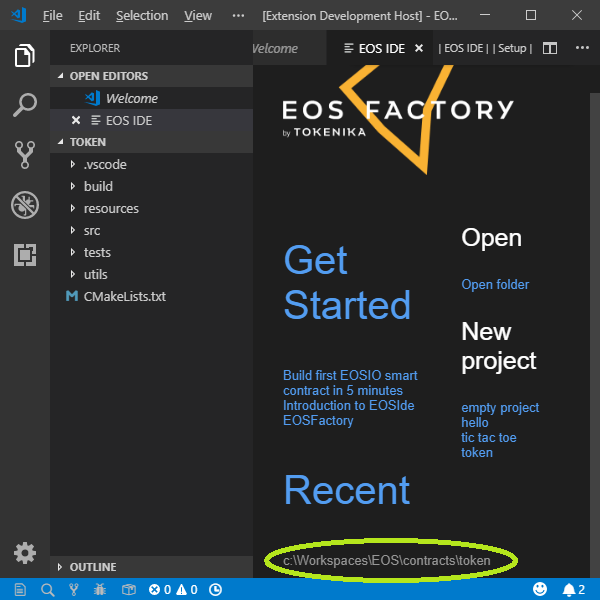 File Edit Selection View ··· [Extension Development Host] - EO...
EXPLORER
OPEN EDITORS
Welcome
EOS IDE
TOKEN
.vscode
build
resources
src
tests
utils
CMakeLists.txt
OUTLINE
Welcome
EOS IDE
| EOS IDE | | Setup |
EOS FACTORY
by TOKENIKA
Get
Started
Build first EOSIO smart
contract in 5 minutes
Introduction to EOSIde
EOSFactory
Recent
c:\Workspaces\EOS\contracts\token
Open
Open folder
New
project
empty project
hello
tic tac toe
token
0 0
2